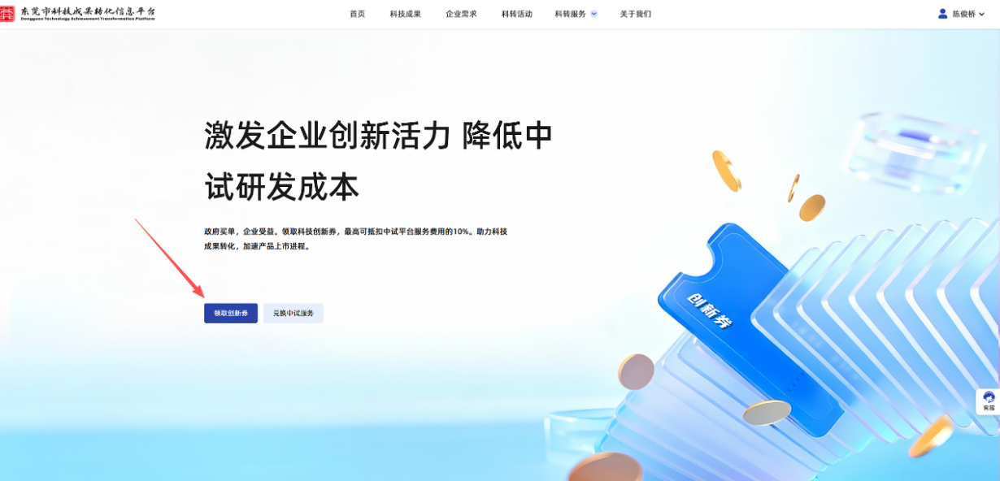 东莞市科技成果转化信息平台
Dongguan Technology Achievement Transformation Platform
首页 科技成果 企业需求 科转活动 科转服务 关于我们 陈俊桥
激发企业创新活力 降低中
试研发成本
政府买单，企业受益。领取科技创新券，最高可抵扣中试平台服务费用的10%。助力科技
成果转化，加速产品上市进程。
领取创新券 兑换中试服务
创新券
客服